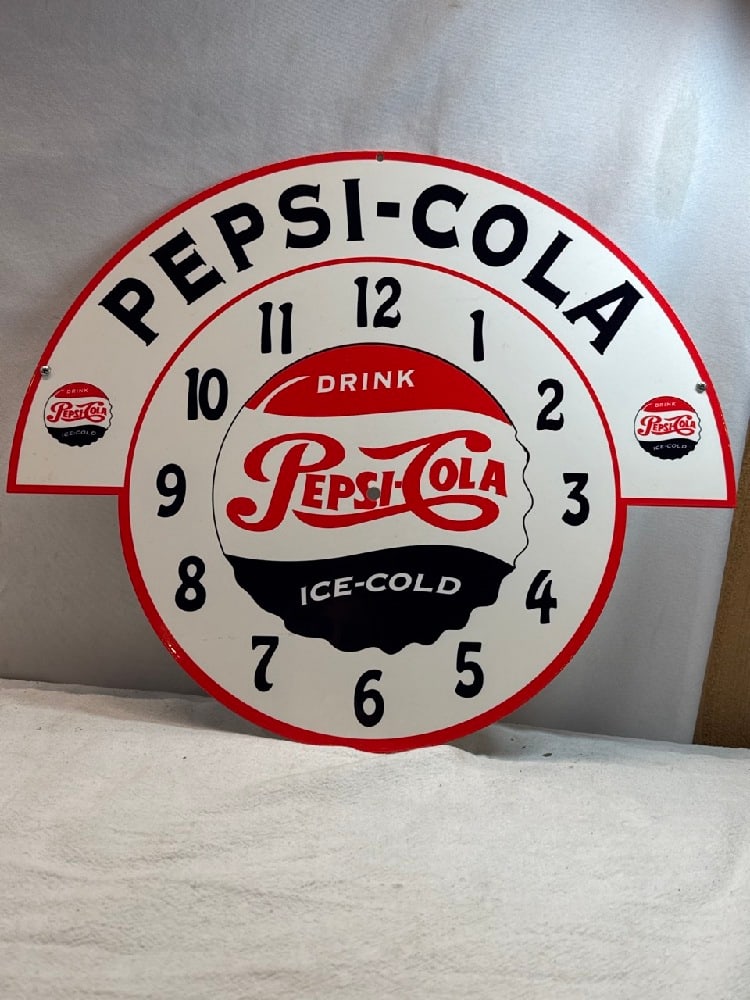 PEPSI-COLA
12
11
1
10
2
9
3
8
4
7
5
6
DRINK
PEPSI-COLA
ICE-COLD
DRINK
PEPSI-COLA
ICE-COLD
DRINK
PEPSI-COLA
ICE-COLD